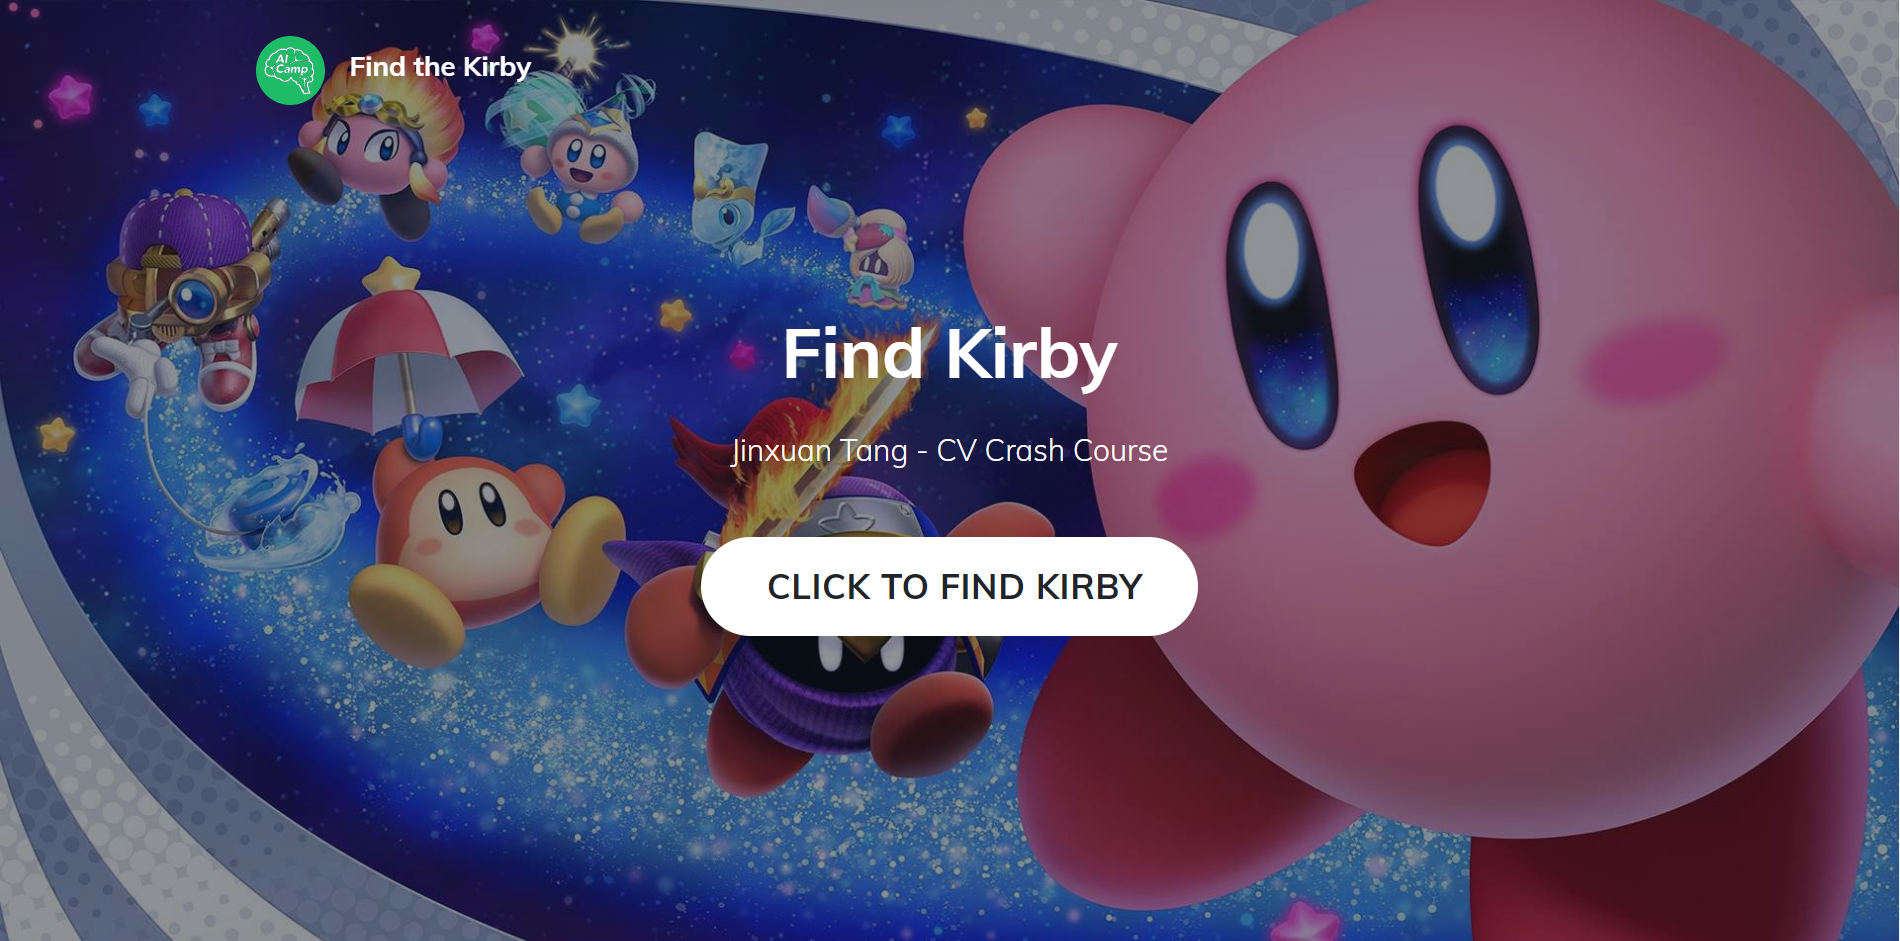 AI
Camp
Find the Kirby
Find Kirby
Jinxuan Tang - CV Crash Course
CLICK TO FIND KIRBY